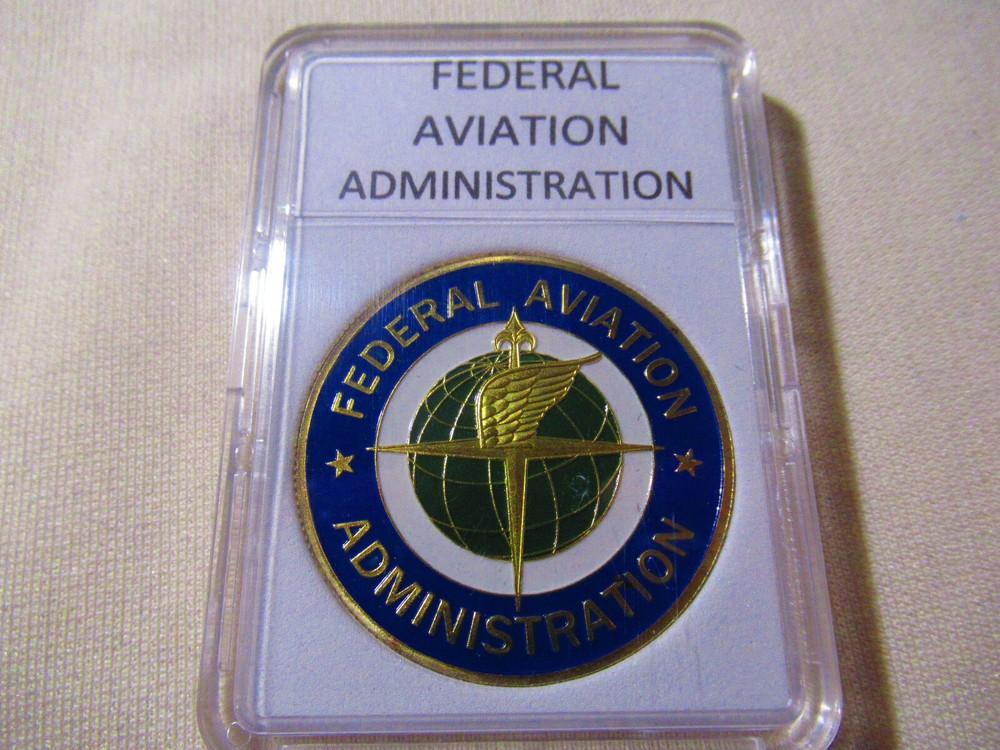 FEDERAL
AVIATION
ADMINISTRATION
FEDERAL AVIATION
ADMINISTRATION